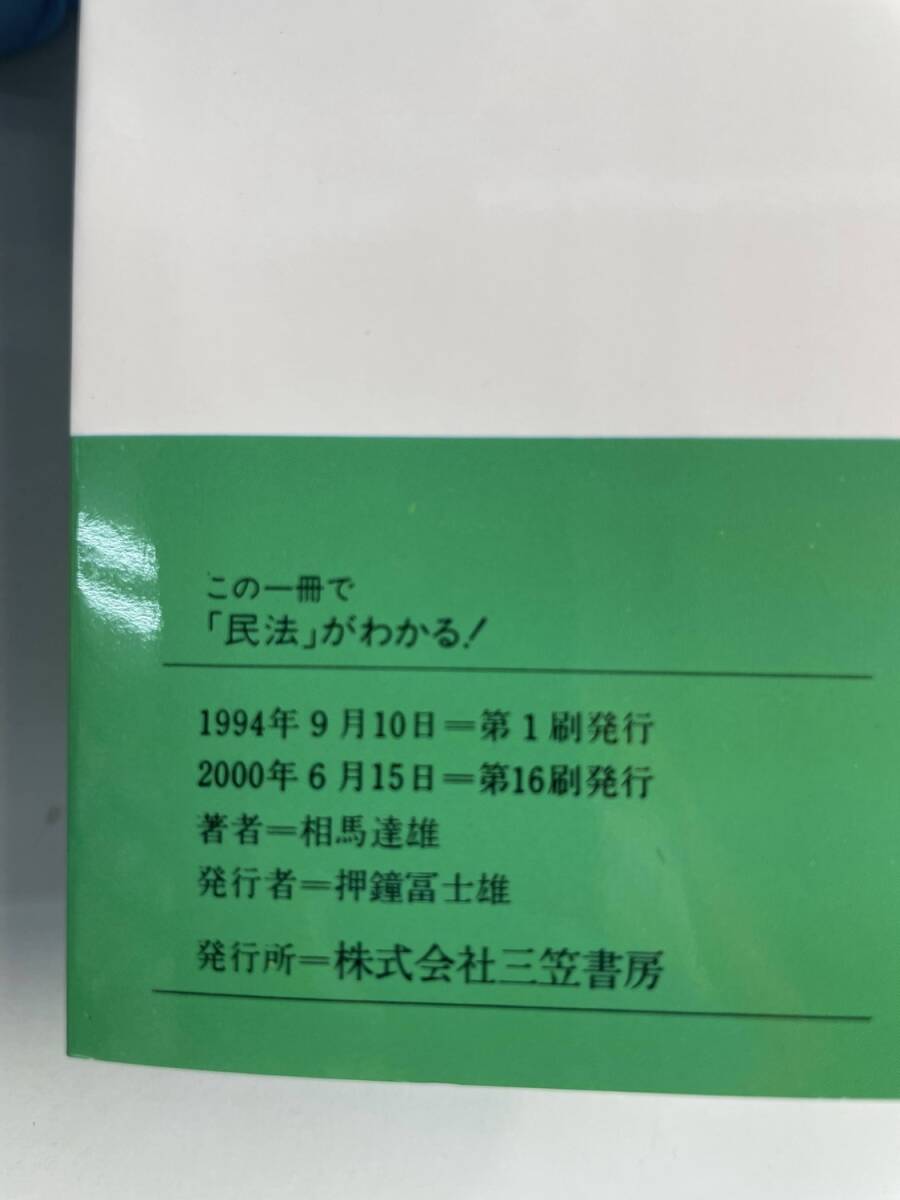 この一冊で
「民法」がわかる!
1994年9月10日=第1刷発行
2000年6月15日=第16刷発行
著者=相馬達雄
発行者=押鐘冨士雄
発行所=株式会社三笠書房